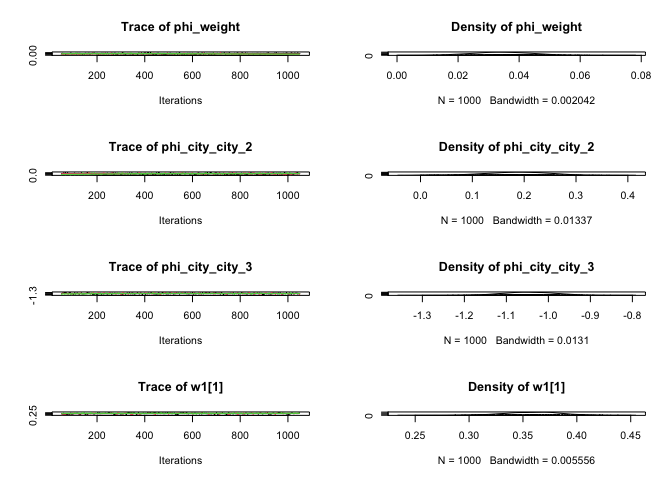 Trace of phi_weight
0.00
200 400 600 800 1000
Iterations
Density of phi_weight
0
0.00 0.02 0.04 0.06 0.08
N = 1000 Bandwidth = 0.002042
Trace of phi_city_city_2
0.0
200 400 600 800 1000
Iterations
Density of phi_city_city_2
0
0.0 0.1 0.2 0.3 0.4
N = 1000 Bandwidth = 0.01337
Trace of phi_city_city_3
-1.3
200 400 600 800 1000
Iterations
Density of phi_city_city_3
0
-1.3 -1.2 -1.1 -1.0 -0.9 -0.8
N = 1000 Bandwidth = 0.0131
Trace of w1[1]
0.25
200 400 600 800 1000
Iterations
Density of w1[1]
0
0.25 0.30 0.35 0.40 0.45
N = 1000 Bandwidth = 0.005556